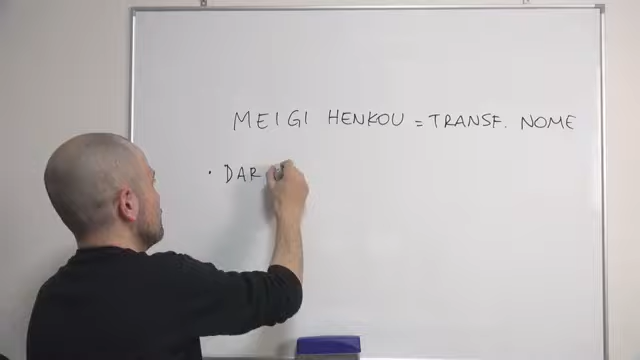 MEIGI HENKOU = TRANSF. NOME
• DAR